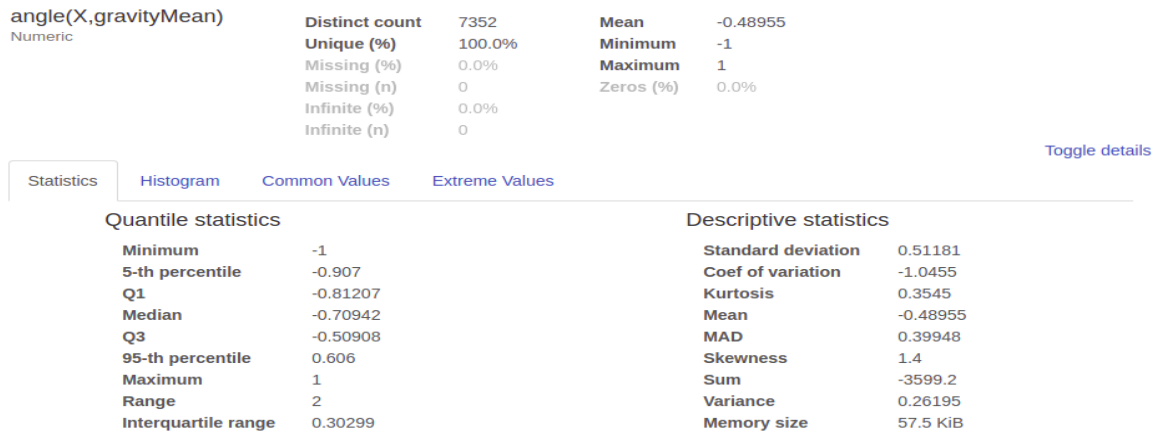 angle(X,gravityMean)
Numeric
Distinct count 7352
Unique (%) 100.0%
Missing (%) 0.0%
Missing (n) 0
Infinite (%) 0.0%
Infinite (n) 0
Mean -0.48955
Minimum -1
Maximum 1
Zeros (%) 0.0%
Toggle details
Statistics Histogram Common Values Extreme Values
Quantile statistics
Minimum -1
5-th percentile -0.907
Q1 -0.81207
Median -0.70942
Q3 -0.50908
95-th percentile 0.606
Maximum 1
Range 2
Interquartile range 0.30299
Descriptive statistics
Standard deviation 0.51181
Coef of variation -1.0455
Kurtosis 0.3545
Mean -0.48955
MAD 0.39948
Skewness 1.4
Sum -3599.2
Variance 0.26195
Memory size 57.5 KiB